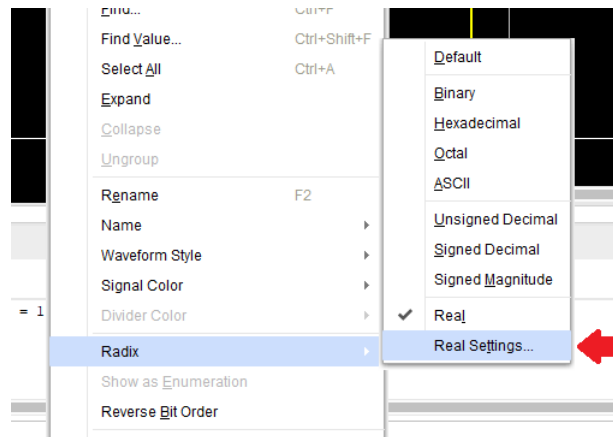 Find... Ctrl+F
Find Value... Ctrl+Shift+F
Select All Ctrl+A
Expand
Collapse
Ungroup
Rename F2
Name
Waveform Style
Signal Color
Divider Color
Radix
Show as Enumeration
Reverse Bit Order
Default
Binary
Hexadecimal
Octal
ASCII
Unsigned Decimal
Signed Decimal
Signed Magnitude
Real
Real Settings...
= 1